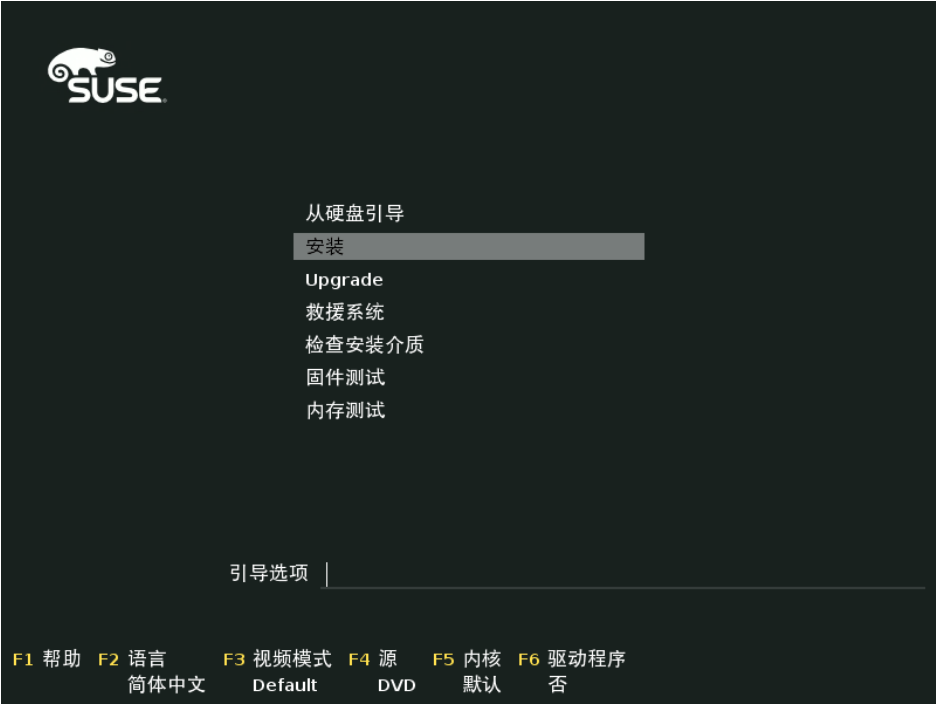 SUSE
从硬盘引导
安装
Upgrade
救援系统
检查安装介质
固件测试
内存测试
引导选项
F1 帮助 F2 语言 F3 视频模式 F4 源 F5 内核 F6 驱动程序
简体中文 Default DVD 默认 否